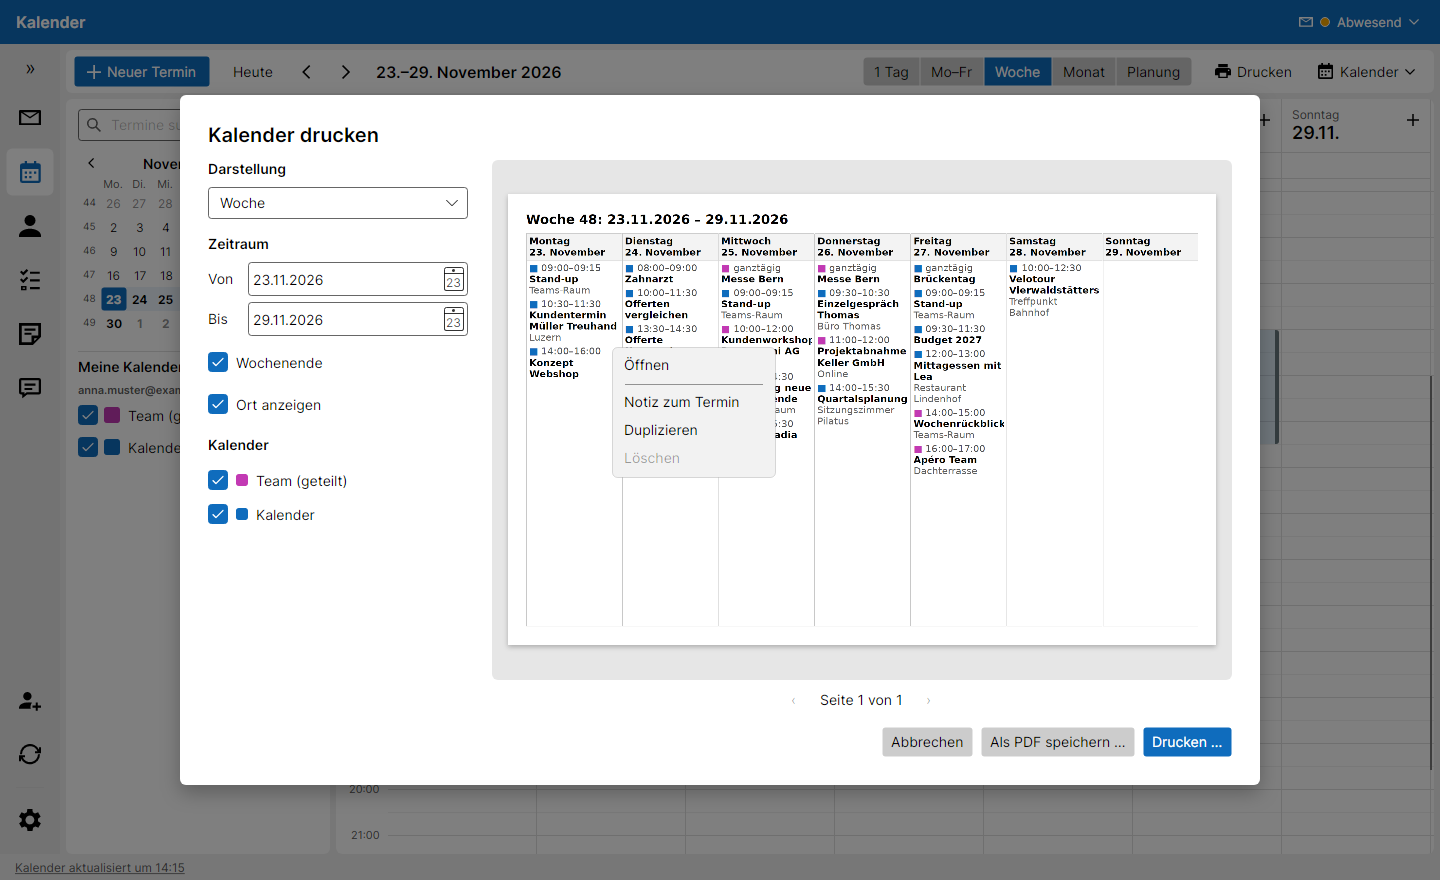 Kalender
Abwesend
»
Neuer Termin
Heute
23.–29. November 2026
1 Tag
Mo–Fr
Woche
Monat
Planung
Drucken
Kalender
Termine su
Mo. Di. Mi.
44 26 27 28
45 2 3 4
46 9 10 11
47 16 17 18
48 23 24 25
49 30 1 2
Meine Kalender
anna.muster@exam
Team (g
Kalende
Sonntag
29.11.
20:00
21:00
Kalender aktualisiert um 14:15
Kalender drucken
Darstellung
Woche
Zeitraum
Von 23.11.2026 23
Bis 29.11.2026 23
Wochenende
Ort anzeigen
Kalender
Team (geteilt)
Kalender
Woche 48: 23.11.2026 – 29.11.2026
Montag
23. November
09:00–09:15
Stand-up
Teams-Raum
10:30–11:30
Kundentermin
Müller Treuhand
Luzern
14:00–16:00
Konzept
Webshop
Dienstag
24. November
08:00–09:00
Zahnarzt
10:00–11:30
Offerten
vergleichen
13:30–14:30
Offerte
Mittwoch
25. November
ganztägig
Messe Bern
09:00–09:15
Stand-up
Teams-Raum
10:00–12:00
Kundenworkshop
AG
Donnerstag
26. November
ganztägig
Messe Bern
09:30–10:30
Einzelgespräch
Thomas
Büro Thomas
11:00–12:00
Projektabnahme
Keller GmbH
Online
14:00–15:30
Quartalsplanung
Sitzungszimmer
Pilatus
Freitag
27. November
ganztägig
Brückentag
09:00–09:15
Stand-up
Teams-Raum
09:30–11:30
Budget 2027
12:00–13:00
Mittagessen mit
Lea
Restaurant
Lindenhof
14:00–15:00
Wochenrückblick
Teams-Raum
16:00–17:00
Apéro Team
Dachterrasse
Samstag
28. November
10:00–12:30
Velotour
Vierwaldstätters
Treffpunkt
Bahnhof
Sonntag
29. November
Öffnen
Notiz zum Termin
Duplizieren
Löschen
‹ Seite 1 von 1 ›
Abbrechen
Als PDF speichern ...
Drucken ...